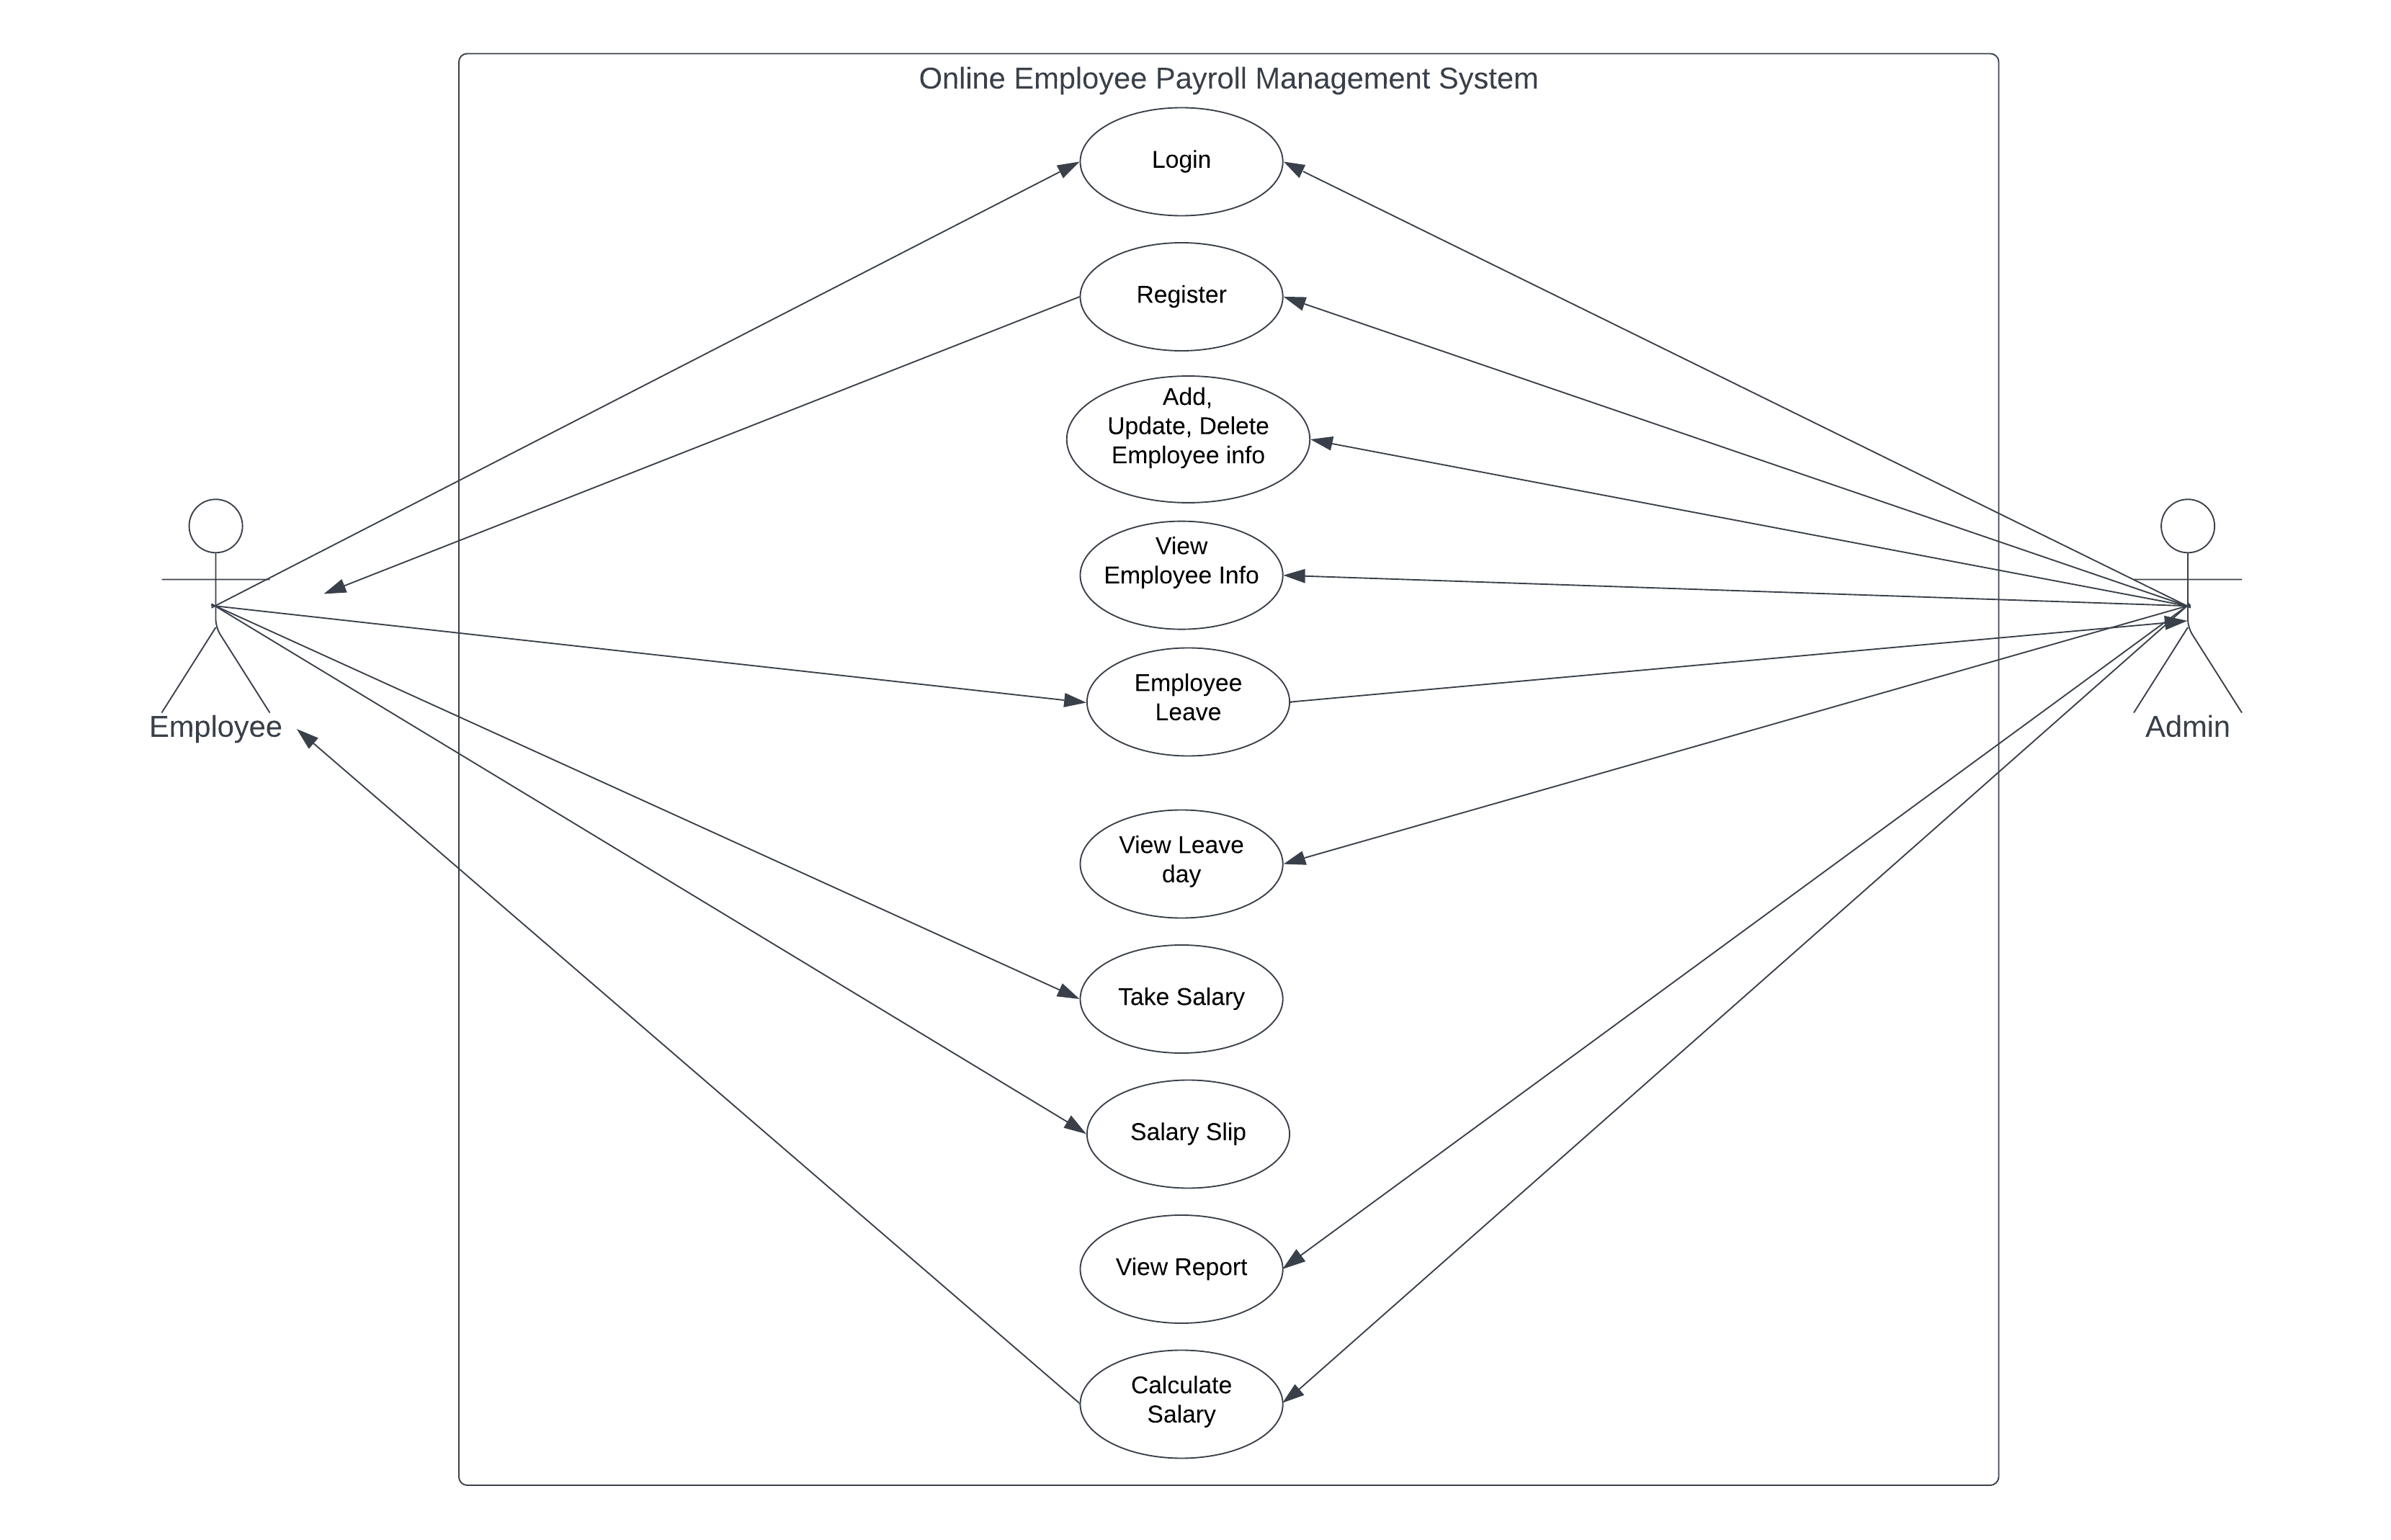 Online Employee Payroll Management System
Login
Register
Add,
Update, Delete
Employee info
View
Employee Info
Employee
Leave
Employee
Admin
View Leave
day
Take Salary
Salary Slip
View Report
Calculate
Salary